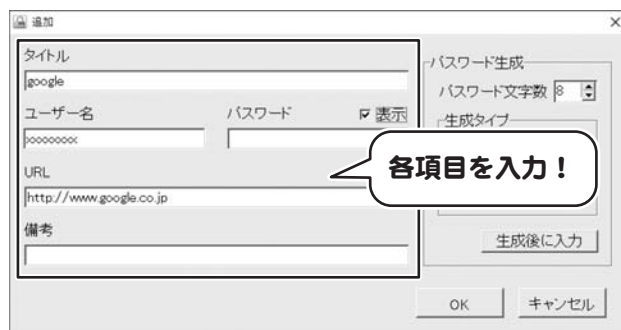 追加
タイトル
google
ユーザー名
パスワード
表示
xxxxxxxx
URL
http://www.google.co.jp
備考
パスワード生成
パスワード文字数 8
生成タイプ
各項目を入力！
生成後に入力
OK
キャンセル